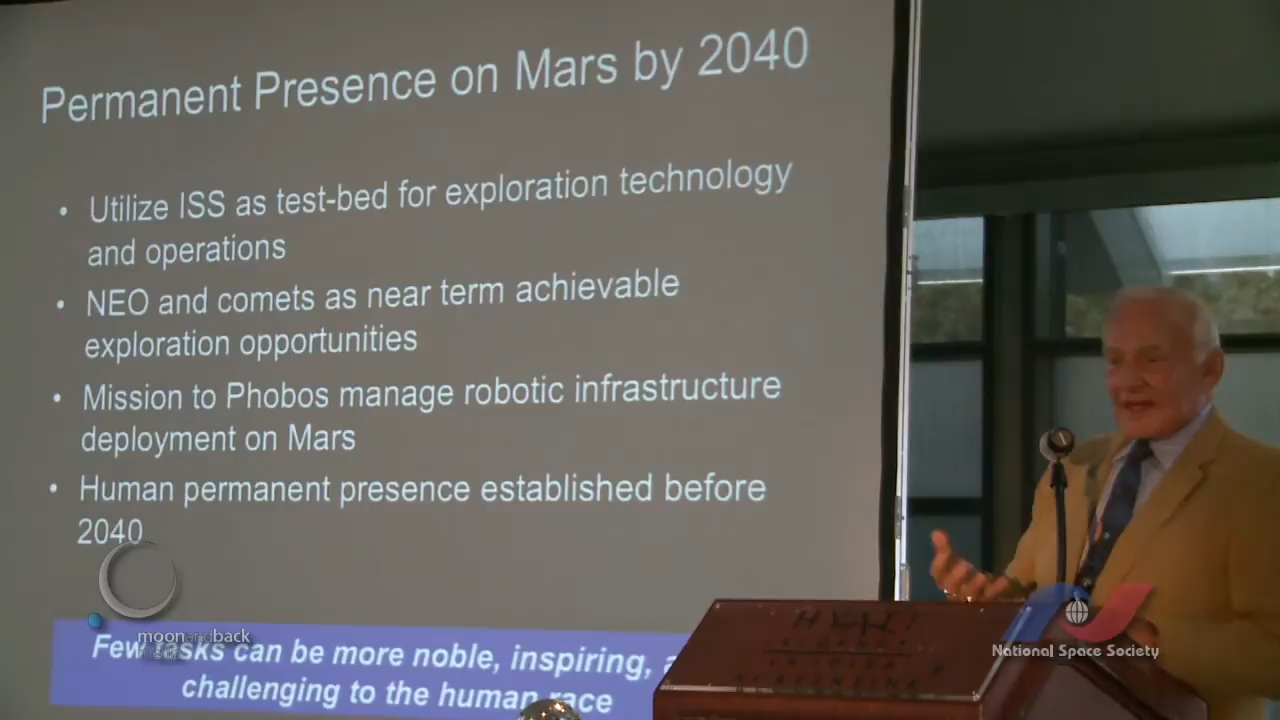 Permanent Presence on Mars by 2040
• Utilize ISS as test-bed for exploration technology
and operations
• NEO and comets as near term achievable
exploration opportunities
• Mission to Phobos manage robotic infrastructure
deployment on Mars
• Human permanent presence established before
2040
Few tasks can be more noble, inspiring,
challenging to the human race
moonandback
National Space Society